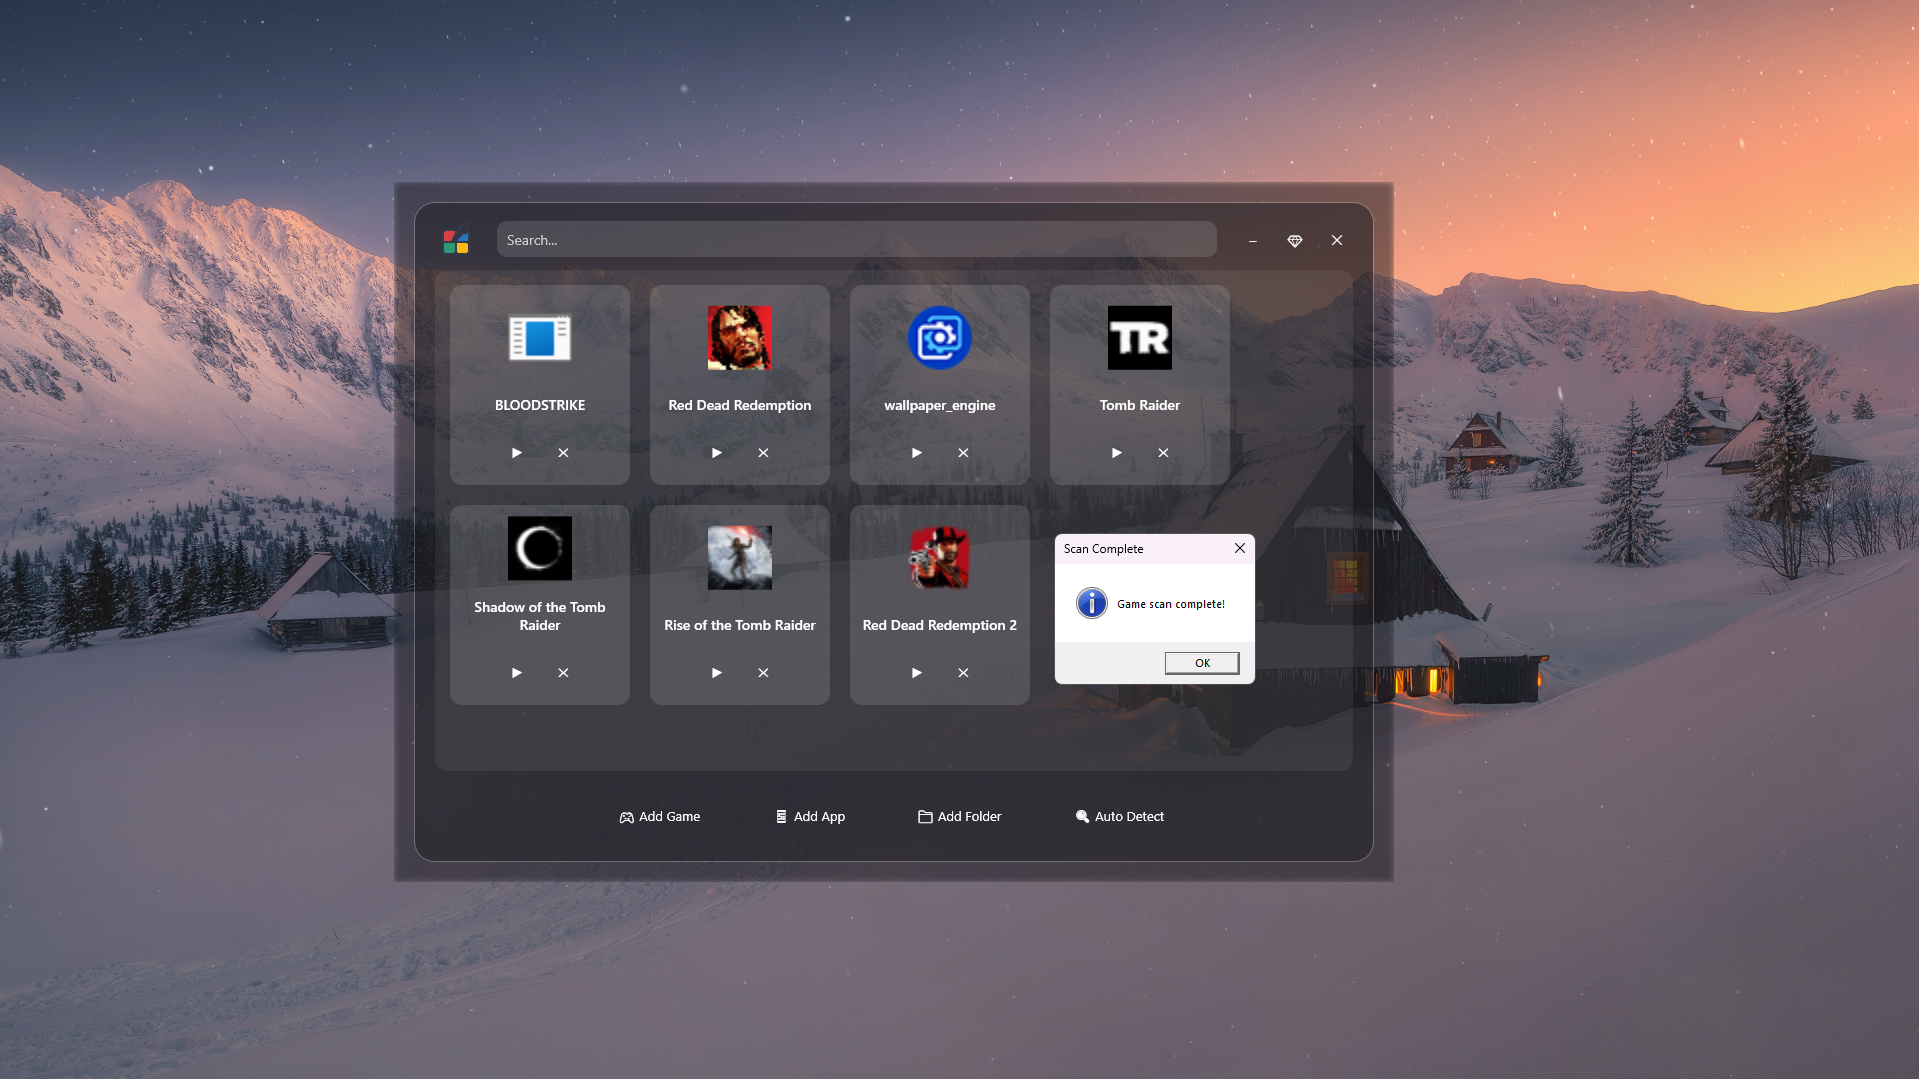 Search...
BLOODSTRIKE
Red Dead Redemption
wallpaper_engine
TR
Tomb Raider
Shadow of the Tomb
Raider
Rise of the Tomb Raider
Red Dead Redemption 2
Scan Complete
Game scan complete!
OK
Add Game
Add App
Add Folder
Auto Detect